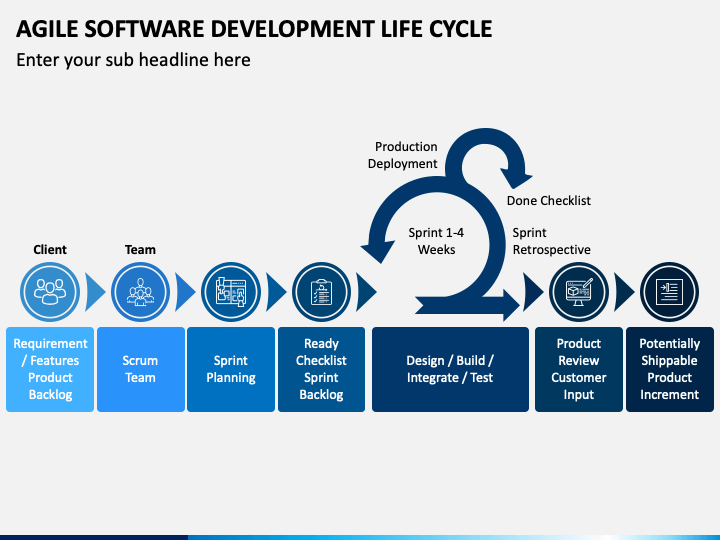 AGILE SOFTWARE DEVELOPMENT LIFE CYCLE
Enter your sub headline here
Production
Deployment
Done Checklist
Sprint 1-4
Weeks
Sprint
Retrospective
Client
Team
Requirement
/ Features
Product
Backlog
Scrum
Team
Sprint
Planning
Ready
Checklist
Sprint
Backlog
Design / Build /
Integrate / Test
Product
Review
Customer
Input
Potentially
Shippable
Product
Increment